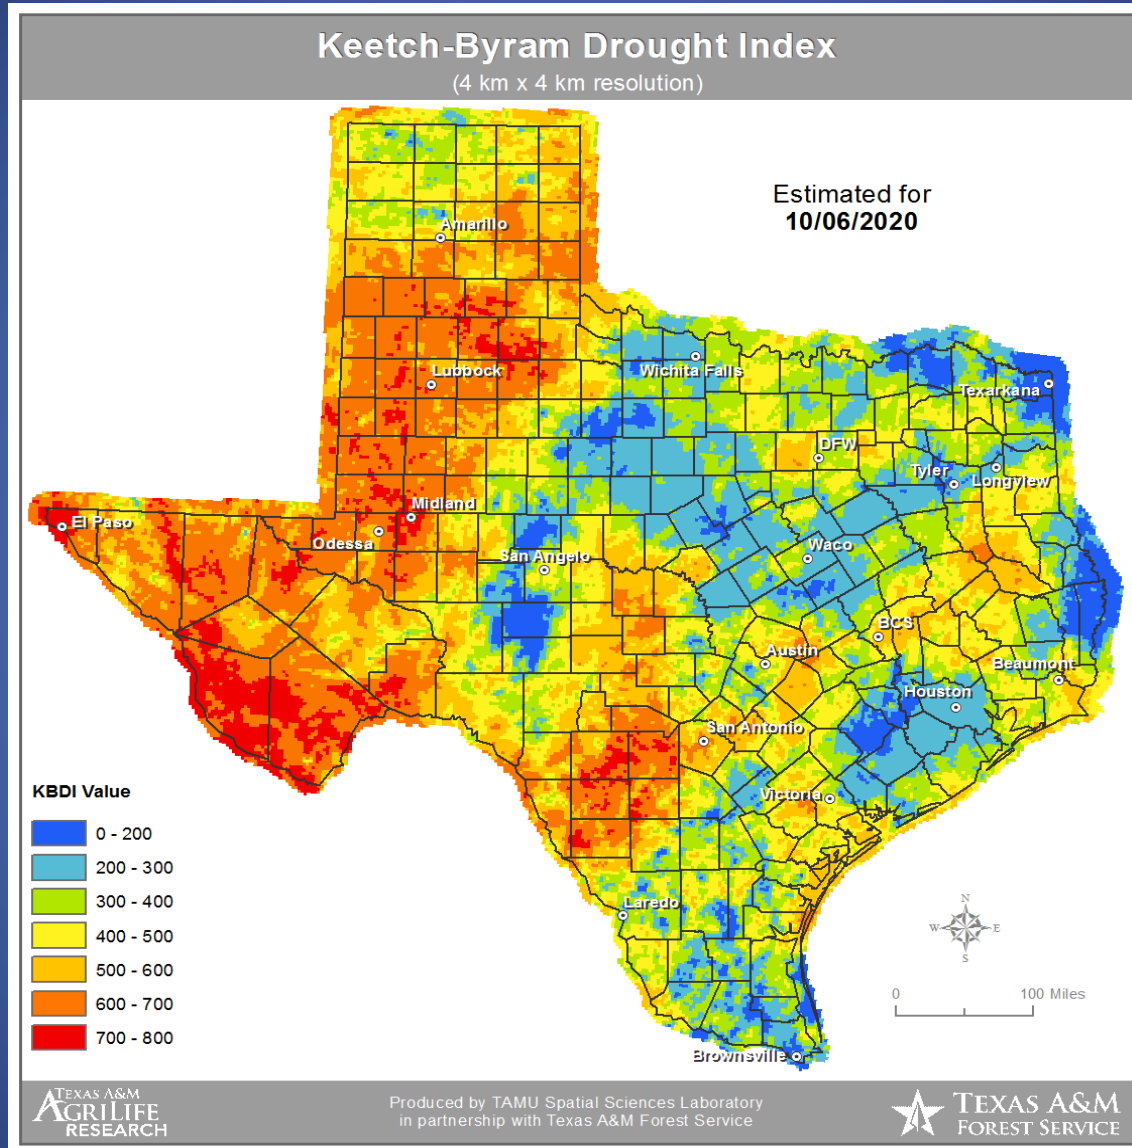 Keetch-Byram Drought Index
(4 km x 4 km resolution)
Estimated for
10/06/2020
Amarillo
Lubbock
Wichita Falls
Texarkana
DFW
Tyler
Longview
Midland
El Paso
Odessa
San Angelo
Waco
BCS
Austin
Beaumont
Houston
San Antonio
Victoria
Laredo
Brownsville
KBDI Value
0 - 200
200 - 300
300 - 400
400 - 500
500 - 600
600 - 700
700 - 800
N
W E
S
0 100 Miles
TEXAS A&M
AGRILIFE
RESEARCH
Produced by TAMU Spatial Sciences Laboratory
in partnership with Texas A&M Forest Service
TEXAS A&M
FOREST SERVICE